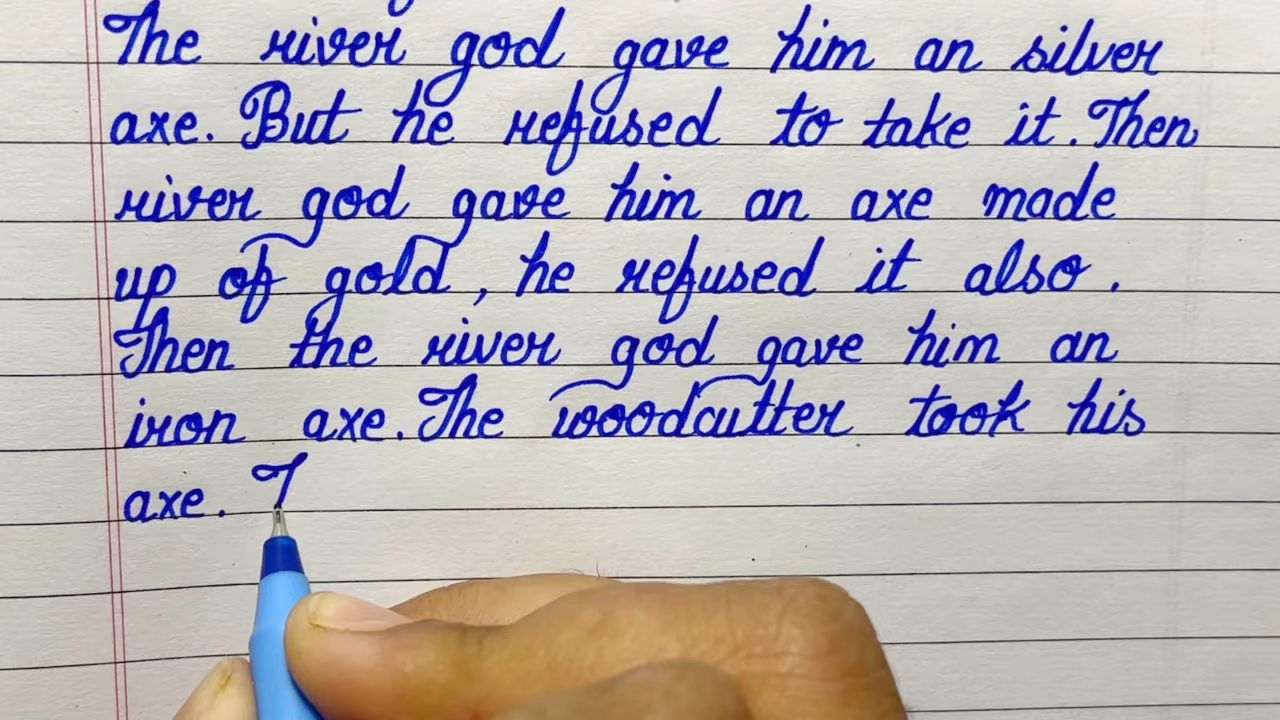 The river god gave him an silver
axe. But he refused to take it. Then
river god gave him an axe made
up of gold, he refused it also.
Then the river god gave him an
iron axe. The woodcutter took his
axe. T